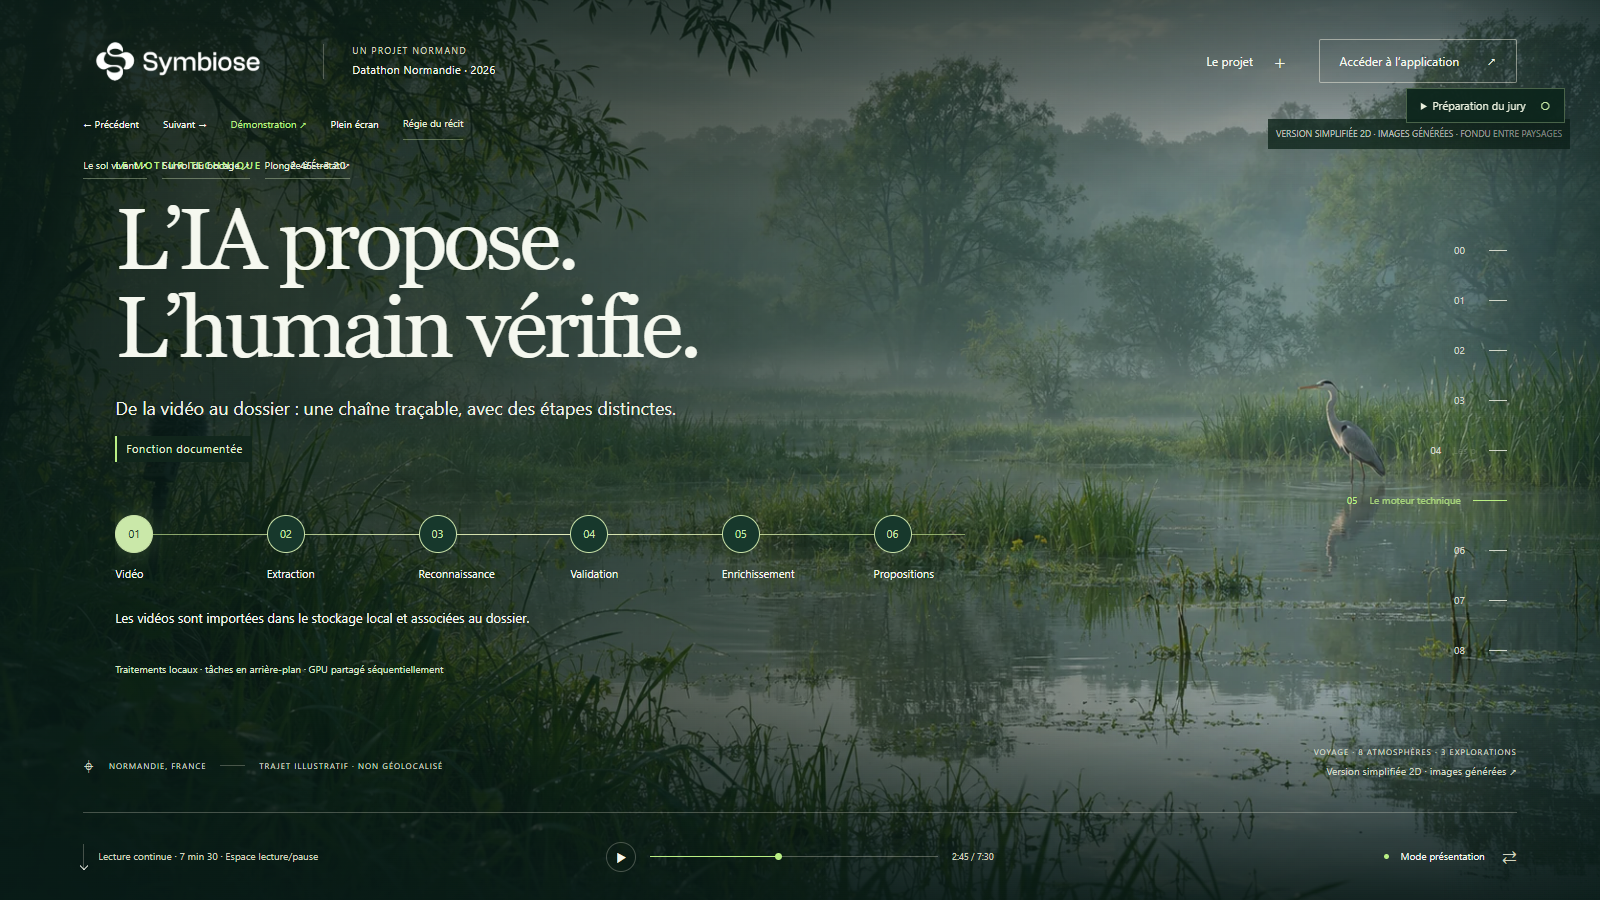 Symbiose
UN PROJET NORMAND
Datathon Normandie · 2026
Le projet +
Accéder à l'application ↗
▶ Préparation du jury
VERSION SIMPLIFIÉE 2D · IMAGES GÉNÉRÉES · FONDU ENTRE PAYSAGES
← Précédent Suivant → Démonstration ↗ Plein écran Régie du récit
Le sol vivant
L’IA propose.
L’humain vérifie.
De la vidéo au dossier : une chaîne traçable, avec des étapes distinctes.
Fonction documentée
01 02 03 04 05 06
Vidéo Extraction Reconnaissance Validation Enrichissement Propositions
Les vidéos sont importées dans le stockage local et associées au dossier.
Traitements locaux · tâches en arrière-plan · GPU partagé séquentiellement
00
01
02
03
04
05 Le moteur technique
06
07
08
NORMANDIE, FRANCE TRAJET ILLUSTRATIF · NON GÉOLOCALISÉ
VOYAGE · 8 ATMOSPHÈRES · 3 EXPLORATIONS
Version simplifiée 2D · images générées ↗
Lecture continue · 7 min 30 · Espace lecture/pause
2:45 / 7:30
Mode présentation